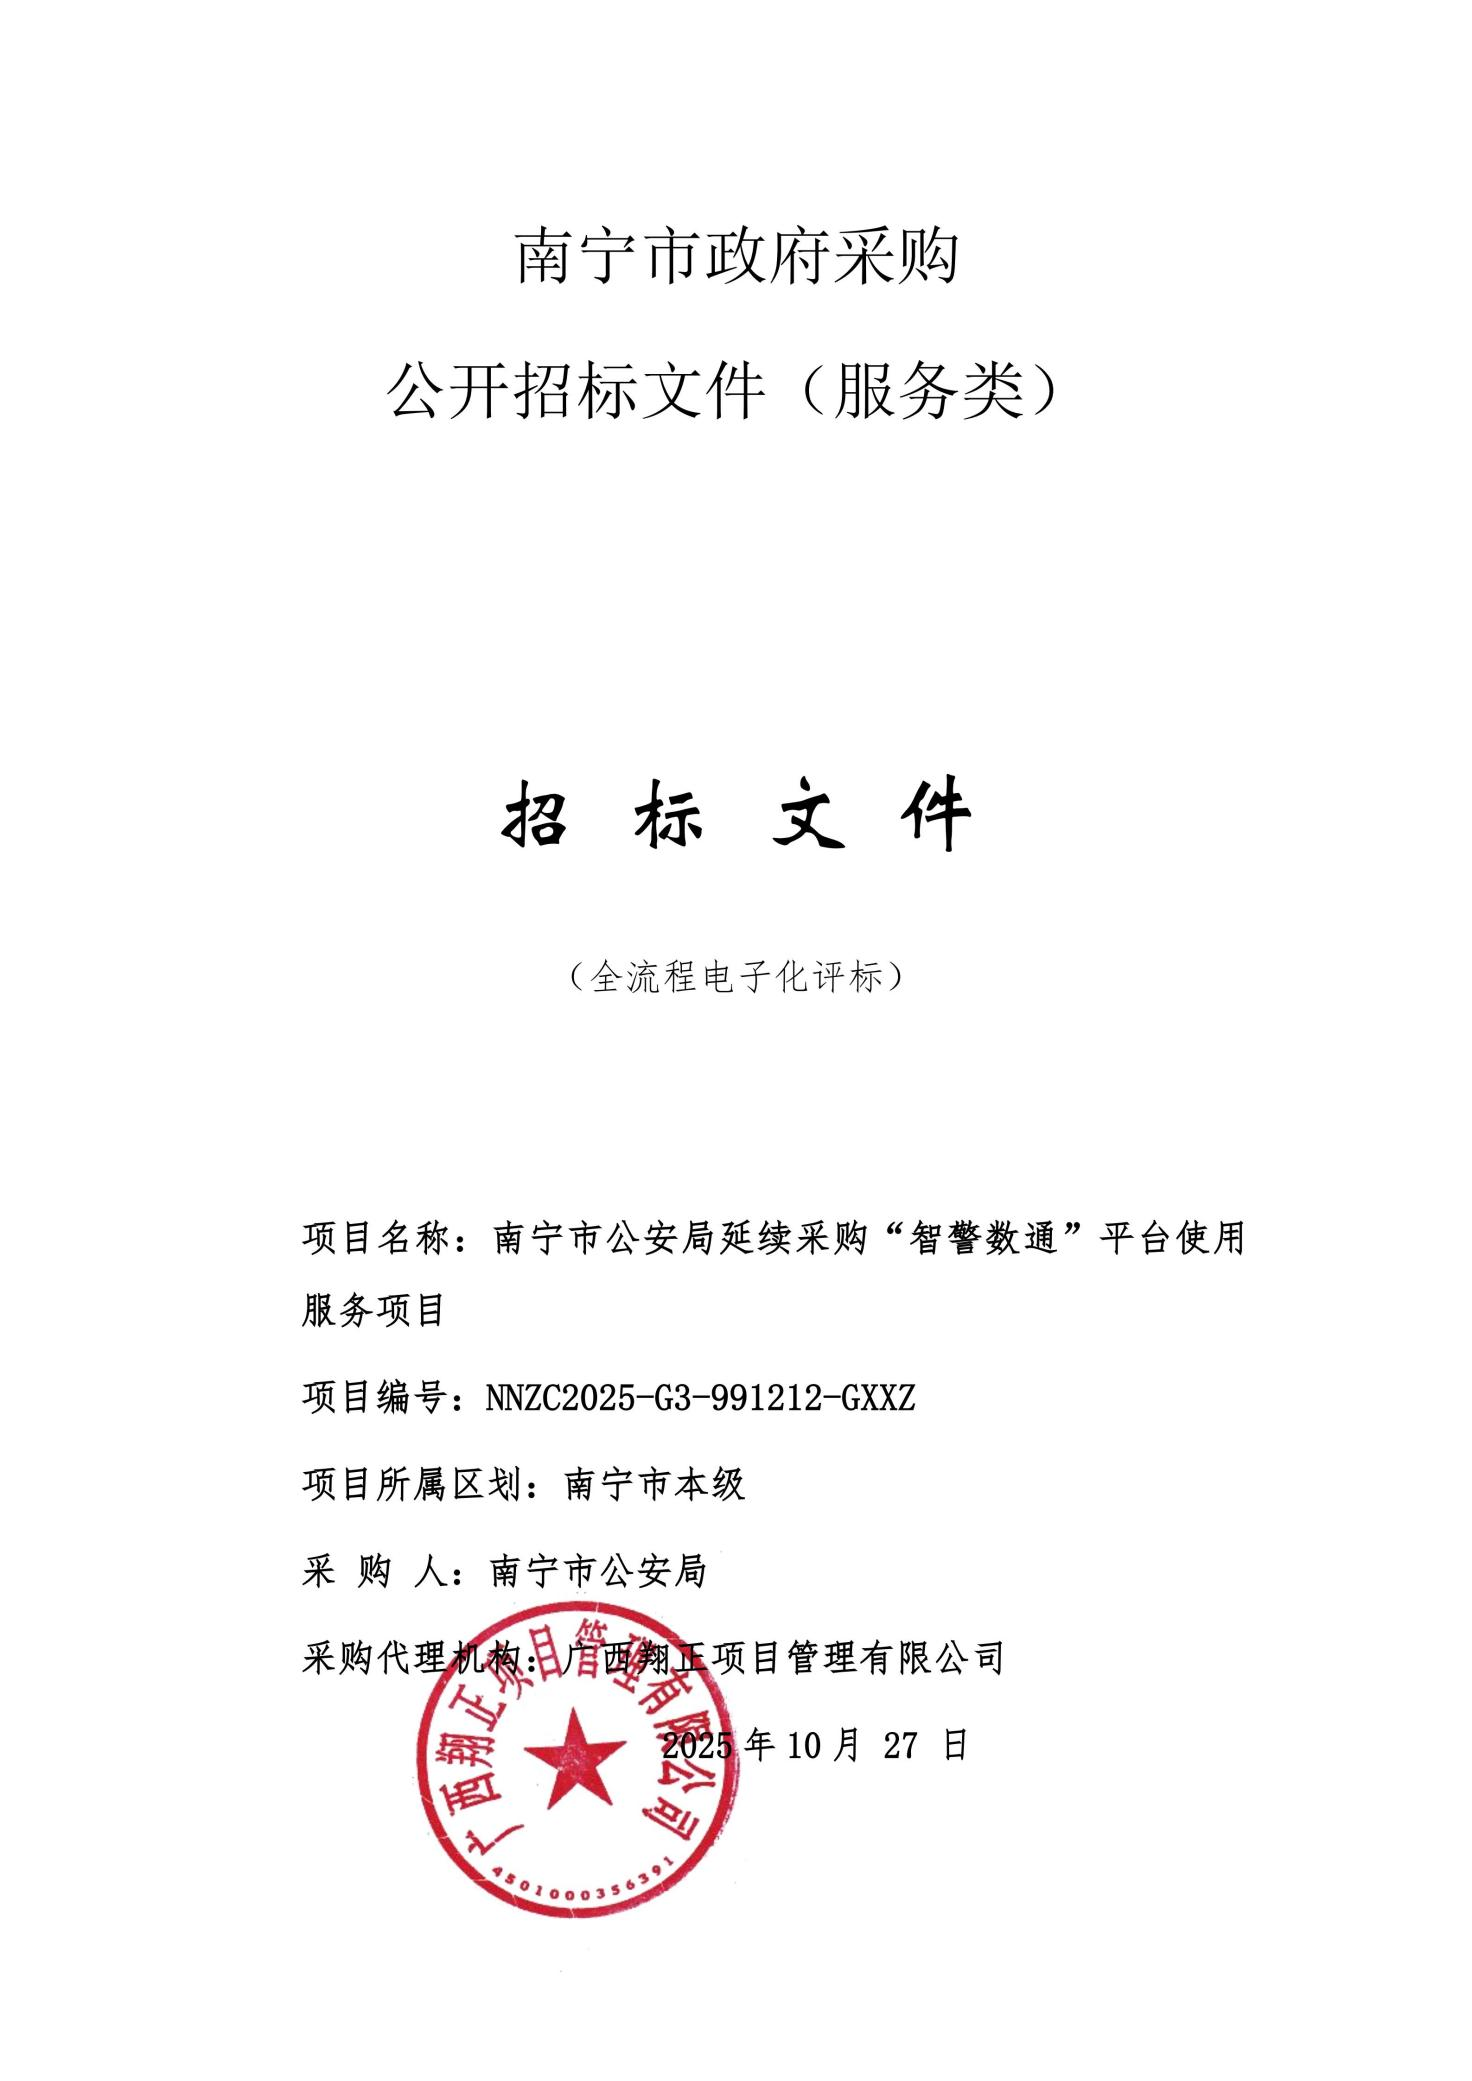 南宁市政府采购
公开招标文件（服务类）
招 标 文 件
（全流程电子化评标）
项目名称：南宁市公安局延续采购“智警数通”平台使用
服务项目
项目编号：NNZC2025-G3-991212-GXXZ
项目所属区划：南宁市本级
采 购 人：南宁市公安局
采购代理机构：广西翔正项目管理有限公司
2025年10月 27 日
广西翔正项目管理有限公司
4501000356391